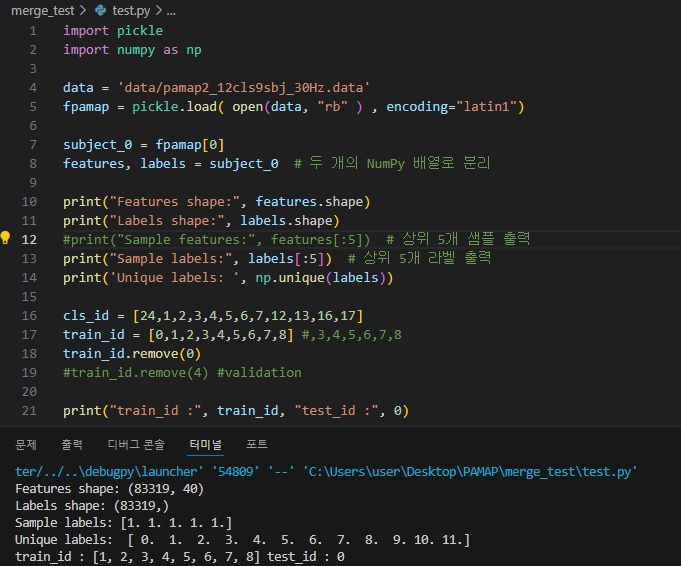 merge_test > test.py > ...
1 import pickle
2 import numpy as np
3
4 data = 'data/pamap2_12cls9sbj_30Hz.data'
5 fpamap = pickle.load( open(data, "rb" ) , encoding="latin1")
6
7 subject_0 = fpamap[0]
8 features, labels = subject_0  # 두 개의 NumPy 배열로 분리
9
10 print("Features shape:", features.shape)
11 print("Labels shape:", labels.shape)
12 #print("Sample features:", features[:5])  # 상위 5개 샘플 출력
13 print("Sample labels:", labels[:5])  # 상위 5개 라벨 출력
14 print('Unique labels: ', np.unique(labels))
15
16 cls_id = [24,1,2,3,4,5,6,7,12,13,16,17]
17 train_id = [0,1,2,3,4,5,6,7,8] #,3,4,5,6,7,8
18 train_id.remove(0)
19 #train_id.remove(4) #validation
20
21 print("train_id :", train_id, "test_id :", 0)
문제 출력 디버그 콘솔 터미널 포트
ter/../..\debugpy\launcher' '54809' '--' 'C:\Users\user\Desktop\PAMAP\merge_test\test.py'
Features shape: (83319, 40)
Labels shape: (83319,)
Sample labels: [1. 1. 1. 1. 1.]
Unique labels:  [ 0.  1.  2.  3.  4.  5.  6.  7.  8.  9. 10. 11.]
train_id : [1, 2, 3, 4, 5, 6, 7, 8] test_id : 0